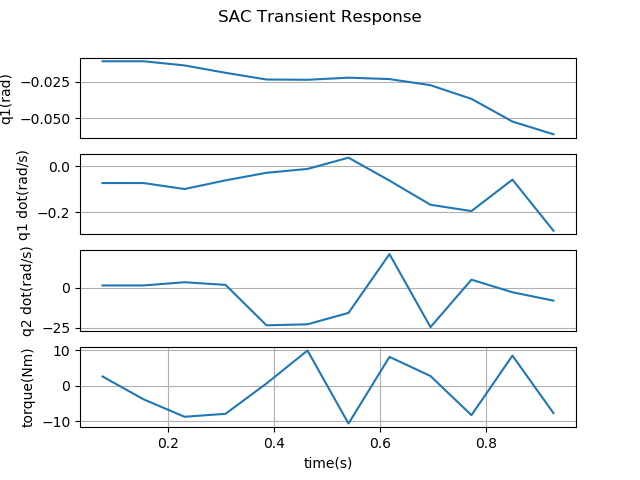 SAC Transient Response
q1(rad)
−0.025
−0.050
q1 dot(rad/s)
0.0
−0.2
q2 dot(rad/s)
0
−25
torque(Nm)
10
0
−10
0.2 0.4 0.6 0.8
time(s)